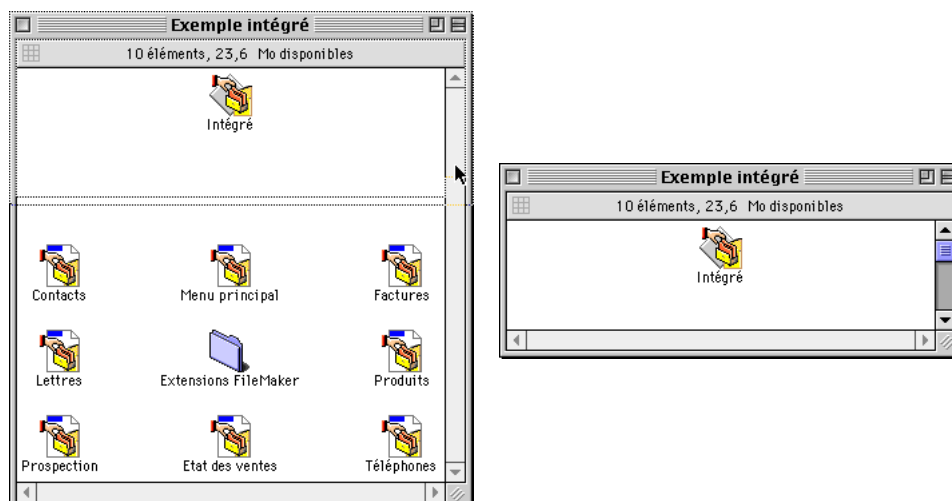 Exemple intégré
10 éléments, 23,6 Mo disponibles
Intégré
Contacts
Menu principal
Factures
Lettres
Extensions FileMaker
Produits
Prospection
Etat des ventes
Téléphones
Exemple intégré
10 éléments, 23,6 Mo disponibles
Intégré